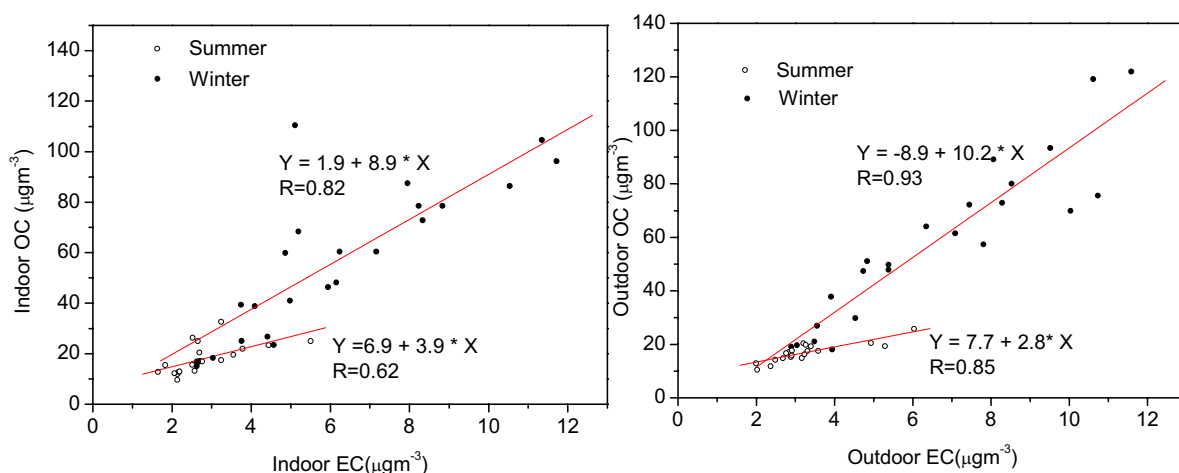 140
120
100
80
60
40
20
0
Indoor OC (μgm-3)
Summer
Winter
Y = 1.9 + 8.9 * X
R=0.82
Y =6.9 + 3.9 * X
R=0.62
0 2 4 6 8 10 12
Indoor EC(μgm-3)
140
120
100
80
60
40
20
0
Outdoor OC (μgm-3)
Summer
Winter
Y = -8.9 + 10.2 * X
R=0.93
Y = 7.7 + 2.8* X
R=0.85
0 2 4 6 8 10 12
Outdoor EC(μgm-3)